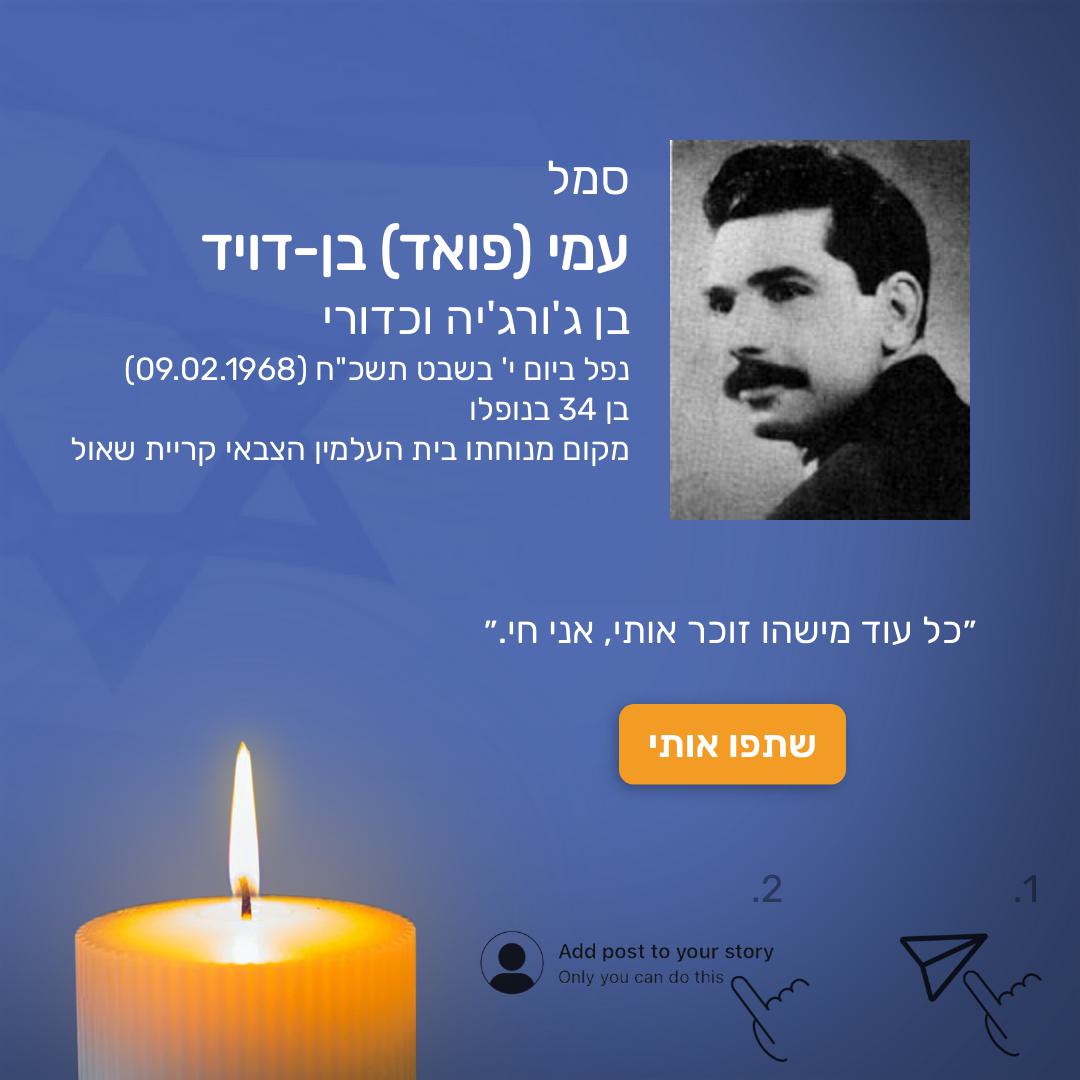 סמל
עמי (פואד) בן-דויד
בן ג'ורג'יה וכדורי
נפל ביום י' בשבט תשכ"ח (09.02.1968)
בן 34 בנופלו
מקום מנוחתו בית העלמין הצבאי קריית שאול
״כל עוד מישהו זוכר אותי, אני חי.״
שתפו אותי
.1
.2
Add post to your story
Only you can do this